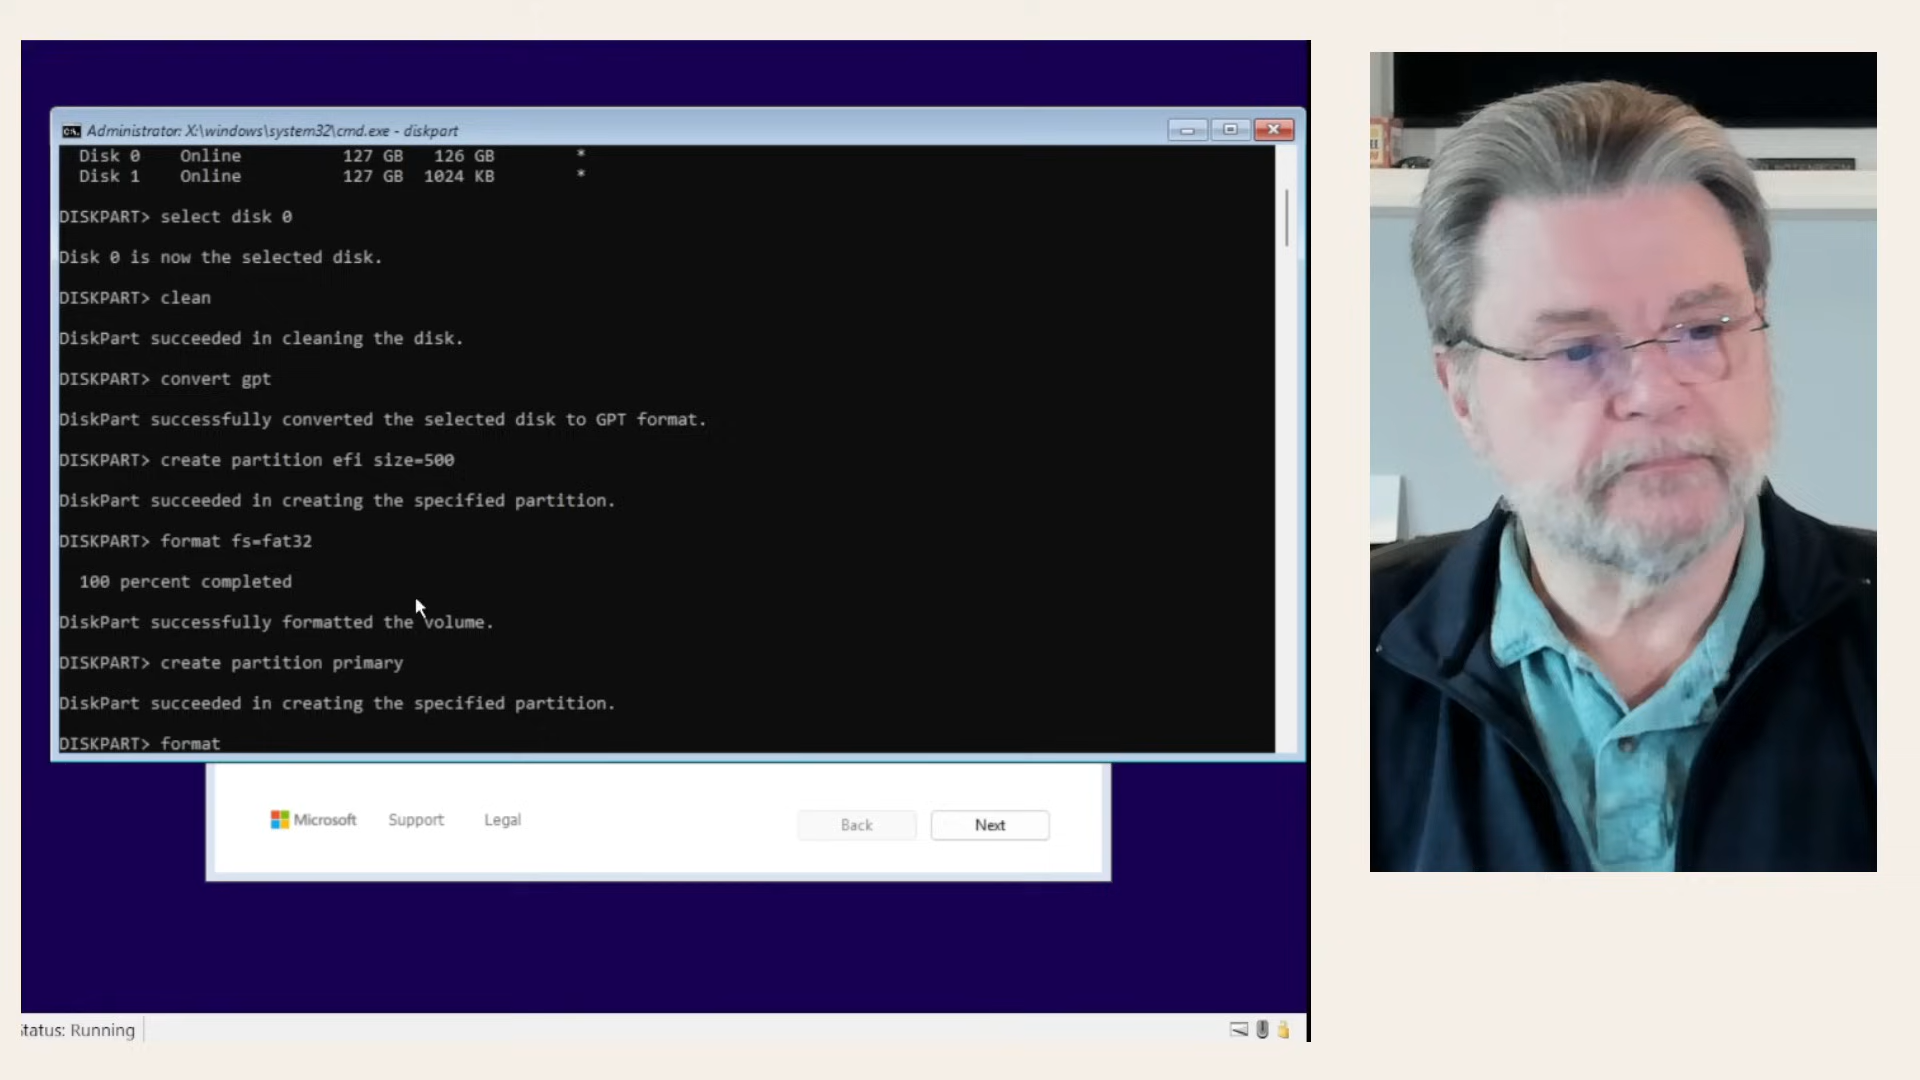 Administrator: X:\windows\system32\cmd.exe - diskpart
Disk 0 Online 127 GB 126 GB *
Disk 1 Online 127 GB 1024 KB *
DISKPART> select disk 0
Disk 0 is now the selected disk.
DISKPART> clean
DiskPart succeeded in cleaning the disk.
DISKPART> convert gpt
DiskPart successfully converted the selected disk to GPT format.
DISKPART> create partition efi size=500
DiskPart succeeded in creating the specified partition.
DISKPART> format fs=fat32
100 percent completed
DiskPart successfully formatted the volume.
DISKPART> create partition primary
DiskPart succeeded in creating the specified partition.
DISKPART> format
Microsoft Support Legal Back Next
tatus: Running